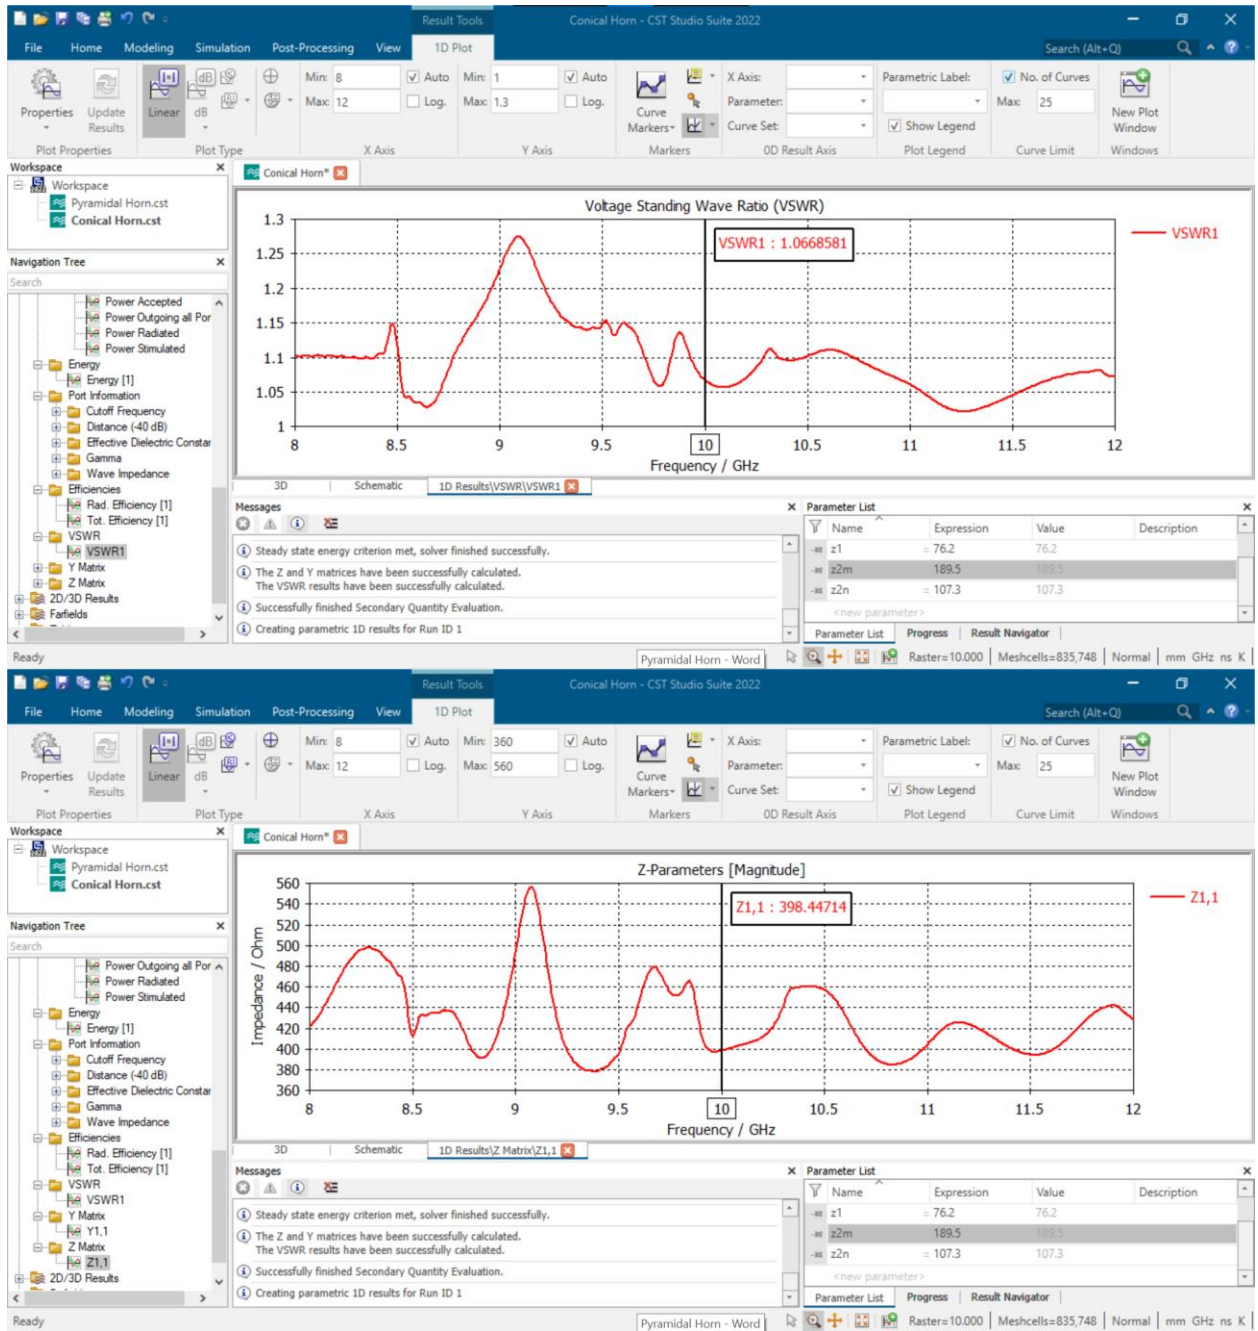 Result Tools
Conical Horn - CST Studio Suite 2022
File Home Modeling Simulation Post-Processing View 1D Plot Search (Alt+Q)
Properties Update Results Linear dB
Min: 8 Auto Min: 1 Auto
Max: 12 Log. Max: 1.3 Log.
Curve Markers
X Axis: Parametric Label: No. of Curves
Parameter: Max: 25
Curve Set: Show Legend
New Plot Window
Plot Properties Plot Type X Axis Y Axis Markers 0D Result Axis Plot Legend Curve Limit Windows
Workspace
Workspace
Pyramidal Horn.cst
Conical Horn.cst
Navigation Tree
Search
Power Accepted
Power Outgoing all Por
Power Radiated
Power Stimulated
Energy
Energy [1]
Port Information
Cutoff Frequency
Distance (-40 dB)
Effective Dielectric Constar
Gamma
Wave Impedance
Efficiencies
Rad. Efficiency [1]
Tot. Efficiency [1]
VSWR
VSWR1
Y Matrix
Z Matrix
2D/3D Results
Farfields
Conical Horn*
Voltage Standing Wave Ratio (VSWR)
VSWR1 : 1.0668581
VSWR1
1.3
1.25
1.2
1.15
1.1
1.05
1
8 8.5 9 9.5 10 10.5 11 11.5 12
Frequency / GHz
3D Schematic 1D Results\VSWR\VSWR1
Messages
Steady state energy criterion met, solver finished successfully.
The Z and Y matrices have been successfully calculated.
The VSWR results have been successfully calculated.
Successfully finished Secondary Quantity Evaluation.
Creating parametric 1D results for Run ID 1
Parameter List
Name Expression Value Description
z1 = 76.2 76.2
z2m 189.5 189.5
z2n = 107.3 107.3
<new parameter>
Parameter List Progress Result Navigator
Ready
Pyramidal Horn - Word
Raster=10.000 Meshcells=835,748 Normal mm GHz ns K
Result Tools
Conical Horn - CST Studio Suite 2022
File Home Modeling Simulation Post-Processing View 1D Plot Search (Alt+Q)
Properties Update Results Linear dB
Min: 8 Auto Min: 360 Auto
Max: 12 Log. Max: 560 Log.
Curve Markers
X Axis: Parametric Label: No. of Curves
Parameter: Max: 25
Curve Set: Show Legend
New Plot Window
Plot Properties Plot Type X Axis Y Axis Markers 0D Result Axis Plot Legend Curve Limit Windows
Workspace
Workspace
Pyramidal Horn.cst
Conical Horn.cst
Navigation Tree
Search
Power Outgoing all Por
Power Radiated
Power Stimulated
Energy
Energy [1]
Port Information
Cutoff Frequency
Distance (-40 dB)
Effective Dielectric Constar
Gamma
Wave Impedance
Efficiencies
Rad. Efficiency [1]
Tot. Efficiency [1]
VSWR
VSWR1
Y Matrix
Y1,1
Z Matrix
Z1,1
2D/3D Results
Conical Horn*
Z-Parameters [Magnitude]
Z1,1 : 398.44714
Z1,1
Impedance / Ohm
560
540
520
500
480
460
440
420
400
380
360
8 8.5 9 9.5 10 10.5 11 11.5 12
Frequency / GHz
3D Schematic 1D Results\Z Matrix\Z1,1
Messages
Steady state energy criterion met, solver finished successfully.
The Z and Y matrices have been successfully calculated.
The VSWR results have been successfully calculated.
Successfully finished Secondary Quantity Evaluation.
Creating parametric 1D results for Run ID 1
Parameter List
Name Expression Value Description
z1 = 76.2 76.2
z2m 189.5 189.5
z2n = 107.3 107.3
<new parameter>
Parameter List Progress Result Navigator
Ready
Pyramidal Horn - Word
Raster=10.000 Meshcells=835,748 Normal mm GHz ns K